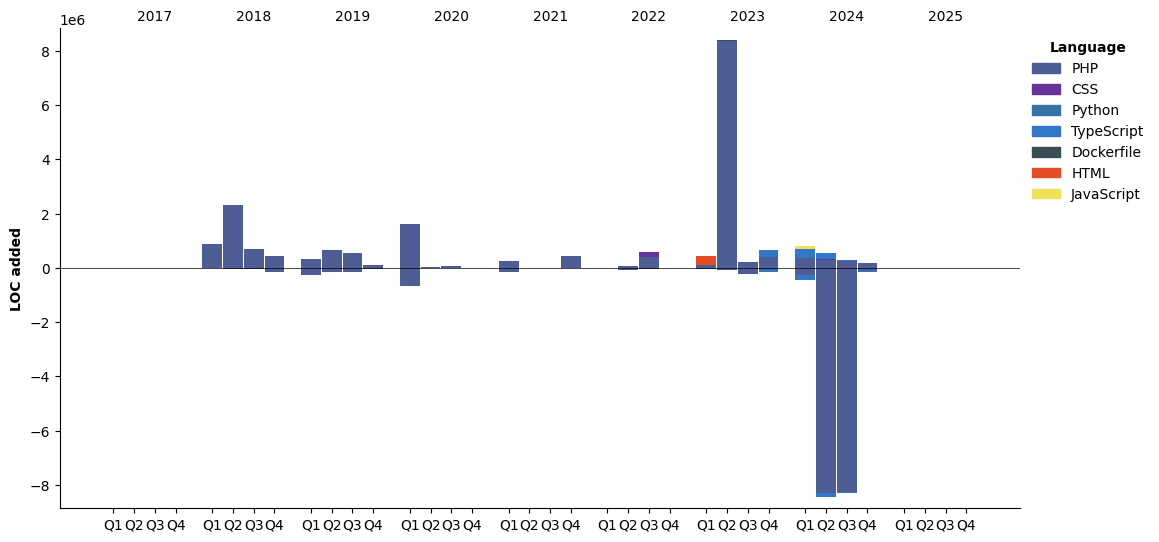 1e6
2017 2018 2019 2020 2021 2022 2023 2024 2025
8
6
4
2
0
−2
−4
−6
−8
LOC added
Q1 Q2 Q3 Q4 Q1 Q2 Q3 Q4 Q1 Q2 Q3 Q4 Q1 Q2 Q3 Q4 Q1 Q2 Q3 Q4 Q1 Q2 Q3 Q4 Q1 Q2 Q3 Q4 Q1 Q2 Q3 Q4 Q1 Q2 Q3 Q4
Language
PHP
CSS
Python
TypeScript
Dockerfile
HTML
JavaScript